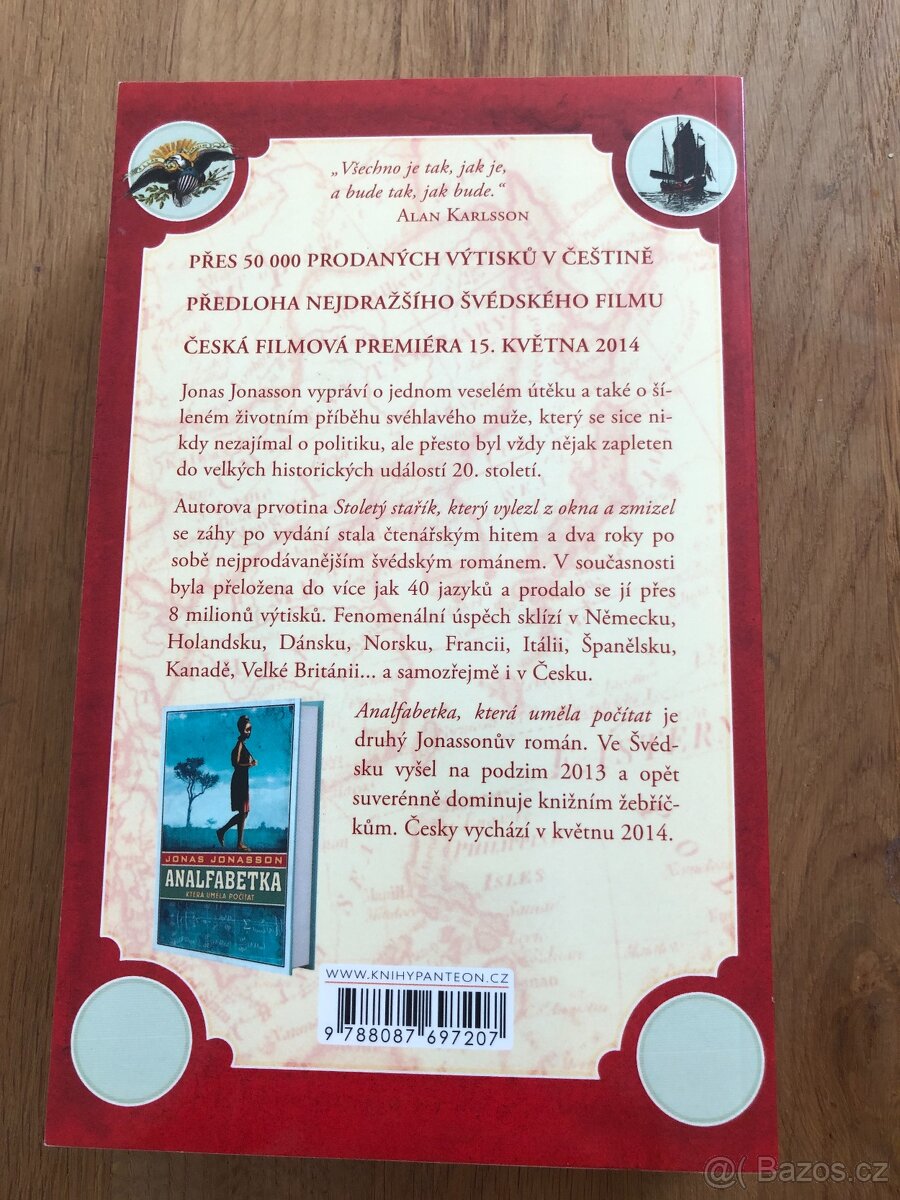 „Všechno je tak, jak je,
a bude tak, jak bude.“
Alan Karlsson
PŘES 50 000 PRODANÝCH VÝTISKŮ V ČEŠTINĚ
PŘEDLOHA NEJDRAŽŠÍHO ŠVÉDSKÉHO FILMU
ČESKÁ FILMOVÁ PREMIÉRA 15. KVĚTNA 2014
Jonas Jonasson vypráví o jednom veselém útěku a také o ší-
leném životním příběhu svéhlavého muže, který se sice ni-
kdy nezajímal o politiku, ale přesto byl vždy nějak zapleten
do velkých historických událostí 20. století.
Autorova prvotina Stoletý stařík, který vylezl z okna a zmizel
se záhy po vydání stala čtenářským hitem a dva roky po
sobě nejprodávanějším švédským románem. V současnosti
byla přeložena do více jak 40 jazyků a prodalo se jí přes
8 milionů výtisků. Fenomenální úspěch sklízí v Německu,
Holandsku, Dánsku, Norsku, Francii, Itálii, Španělsku,
Kanadě, Velké Británii... a samozřejmě i v Česku.
Analfabetka, která uměla počítat je
druhý Jonassonův román. Ve Švéd-
sku vyšel na podzim 2013 a opět
suverénně dominuje knižním žebříč-
kům. Česky vychází v květnu 2014.
JONAS JONASSON
ANALFABETKA
KTERÁ UMĚLA POČÍTAT
PHILIPPINE
ISLES
WWW.KNIHYPANTEON.CZ
9 788087 697207
@( Bazos.cz